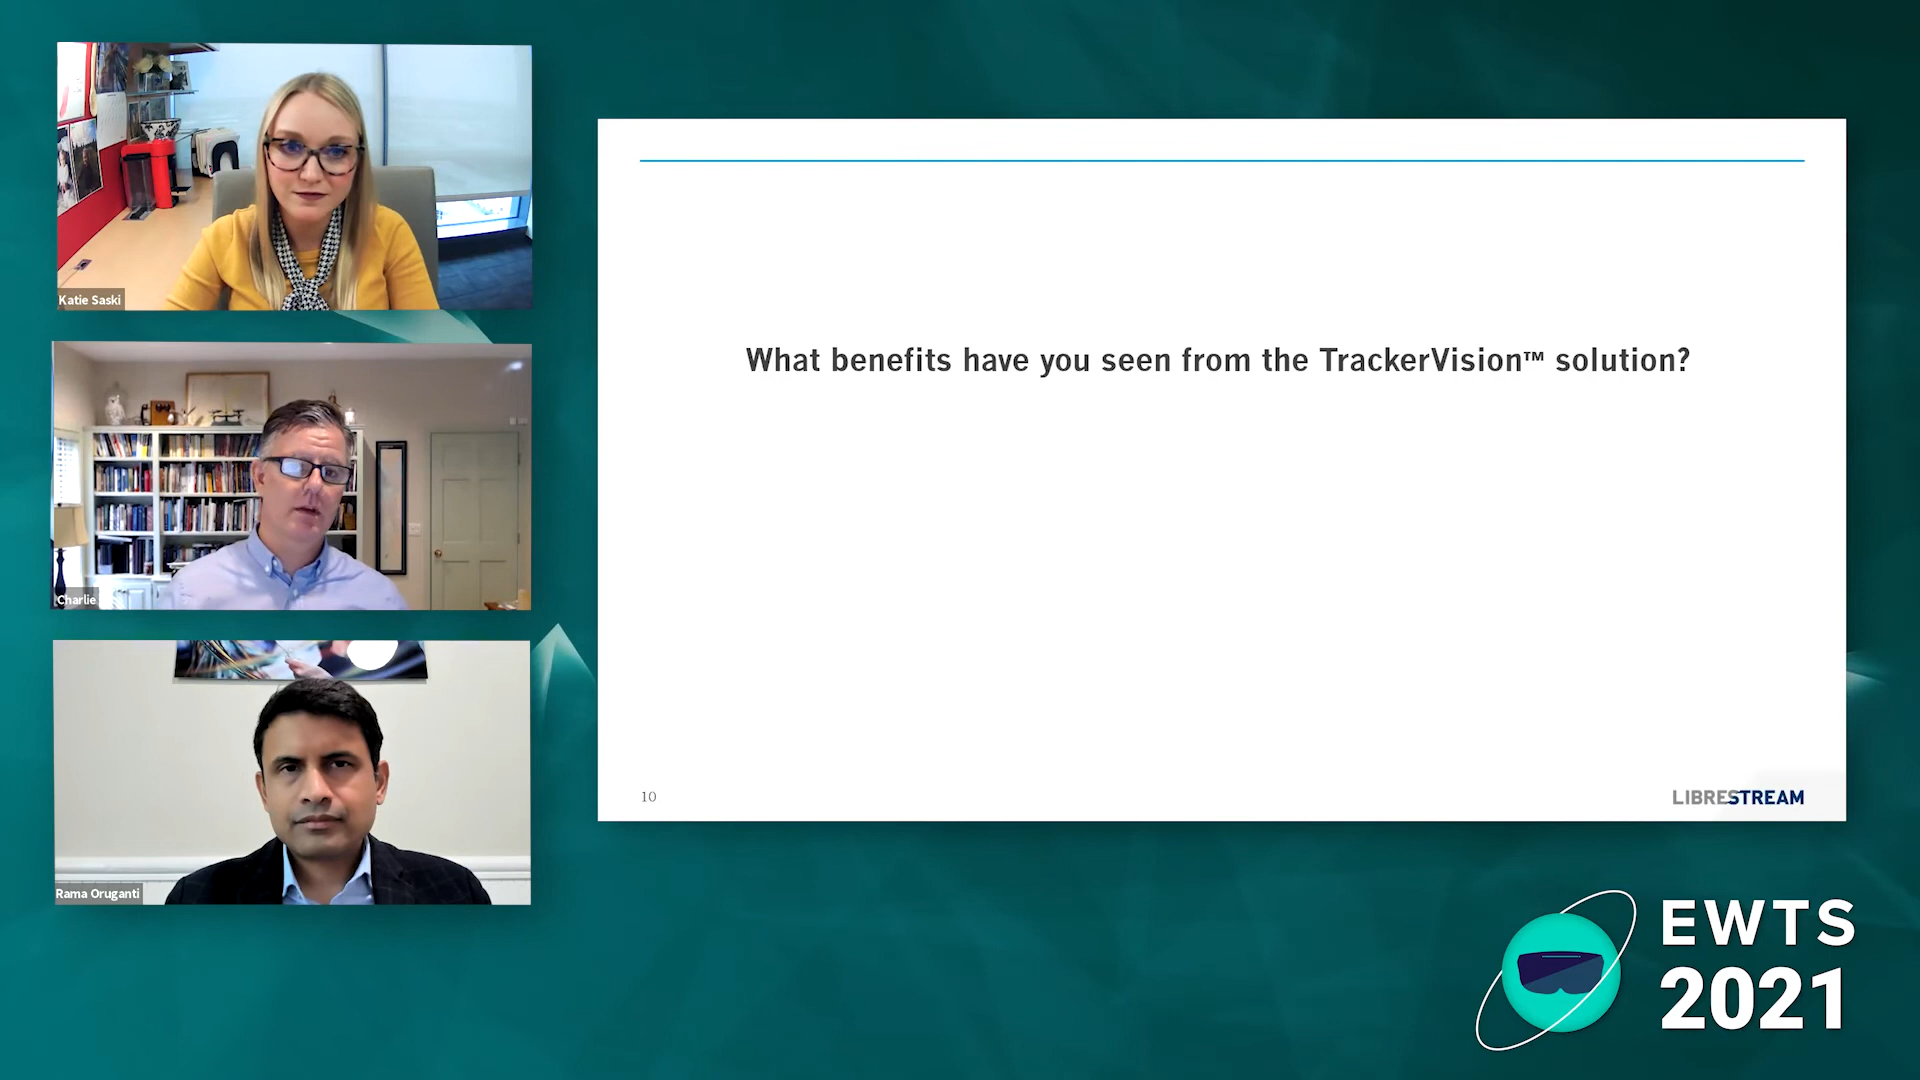 Katie Saski
Charlie
Rama Oruganti
What benefits have you seen from the TrackerVision™ solution?
10
LIBRESTREAM
EWTS
2021